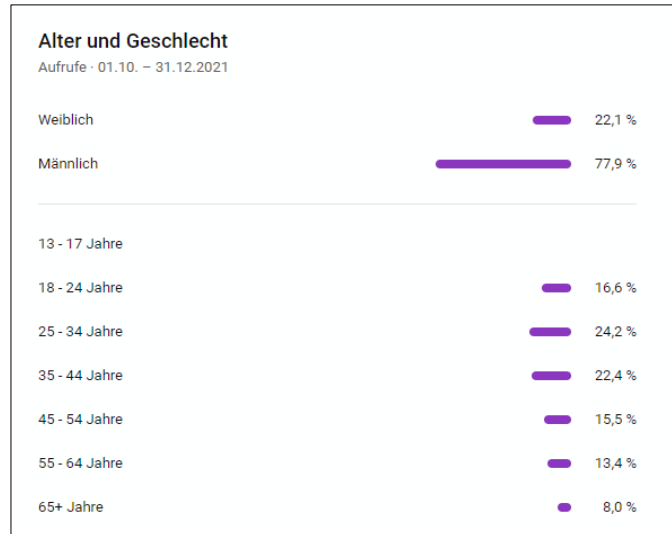 Alter und Geschlecht
Aufrufe · 01.10. – 31.12.2021
Weiblich 22,1 %
Männlich 77,9 %
13 - 17 Jahre
18 - 24 Jahre 16,6 %
25 - 34 Jahre 24,2 %
35 - 44 Jahre 22,4 %
45 - 54 Jahre 15,5 %
55 - 64 Jahre 13,4 %
65+ Jahre 8,0 %